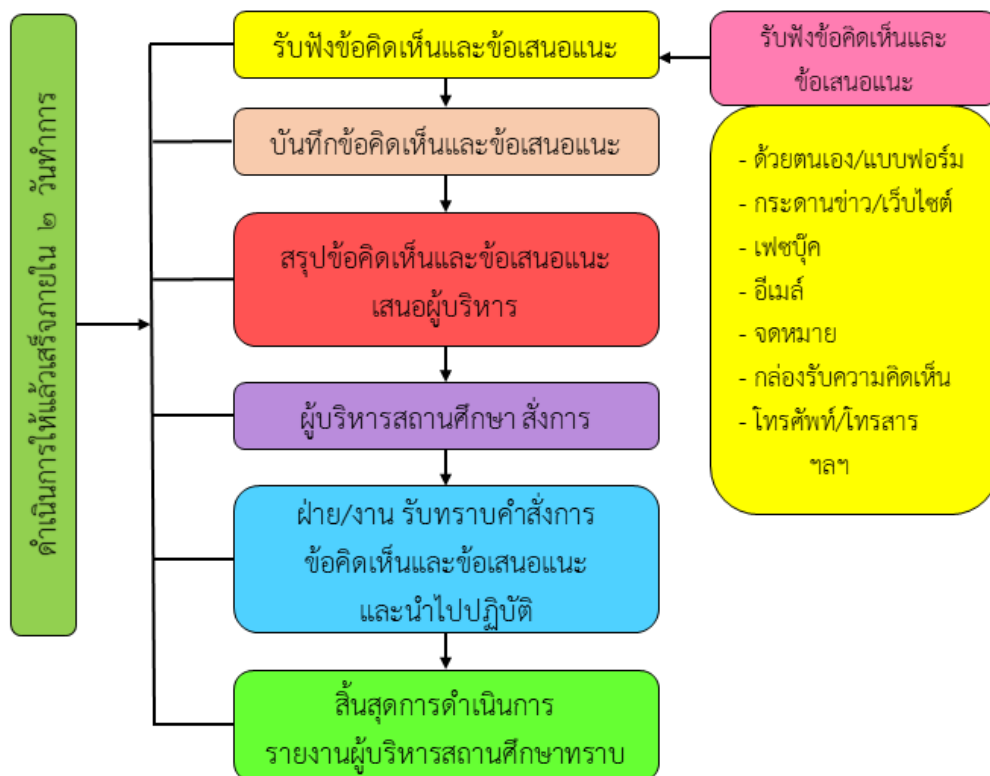 ดำเนินการให้แล้วเสร็จภายใน ๒ วันทำการ
รับฟังข้อคิดเห็นและข้อเสนอแนะ
บันทึกข้อคิดเห็นและข้อเสนอแนะ
สรุปข้อคิดเห็นและข้อเสนอแนะ
เสนอผู้บริหาร
ผู้บริหารสถานศึกษา สั่งการ
ฝ่าย/งาน รับทราบคำสั่งการ
ข้อคิดเห็นและข้อเสนอแนะ
และนำไปปฏิบัติ
สิ้นสุดการดำเนินการ
รายงานผู้บริหารสถานศึกษาทราบ
รับฟังข้อคิดเห็นและ
ข้อเสนอแนะ
- ด้วยตนเอง/แบบฟอร์ม
- กระดานข่าว/เว็บไซต์
- เฟซบุ๊ค
- อีเมล์
- จดหมาย
- กล่องรับความคิดเห็น
- โทรศัพท์/โทรสาร
ฯลฯ